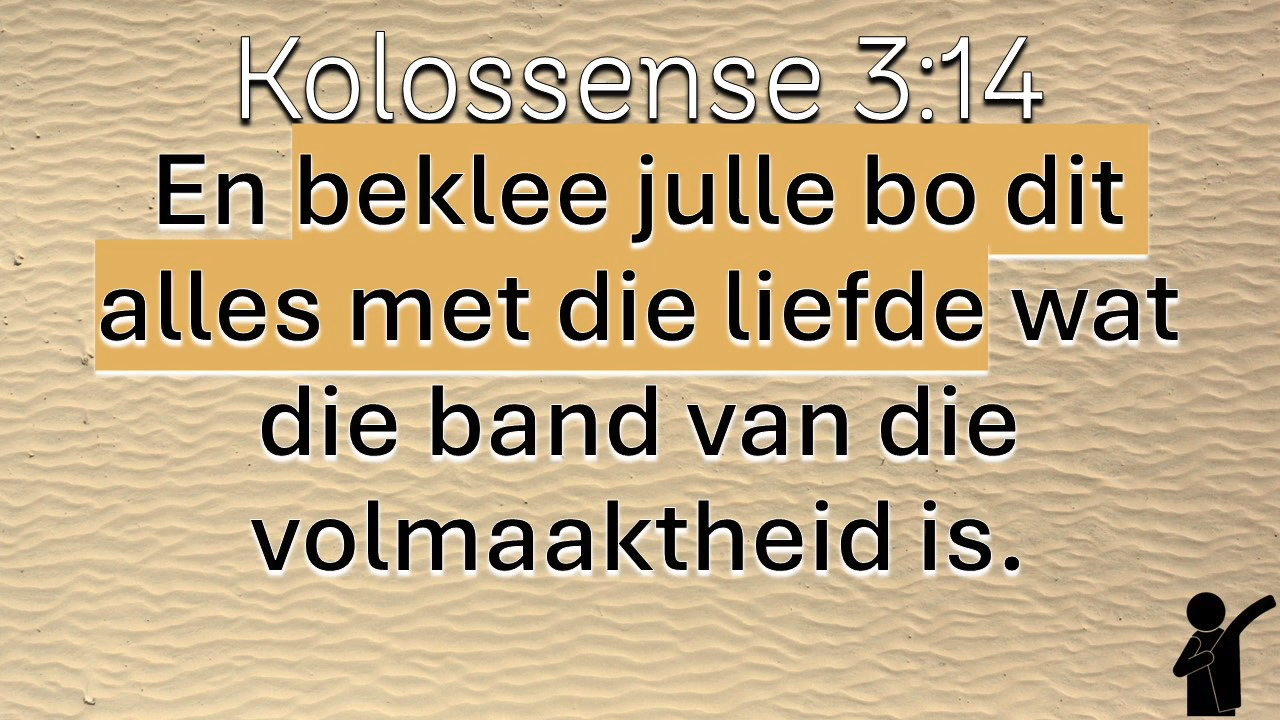 Kolossense 3:14
En beklee julle bo dit
alles met die liefde wat
die band van die
volmaaktheid is.